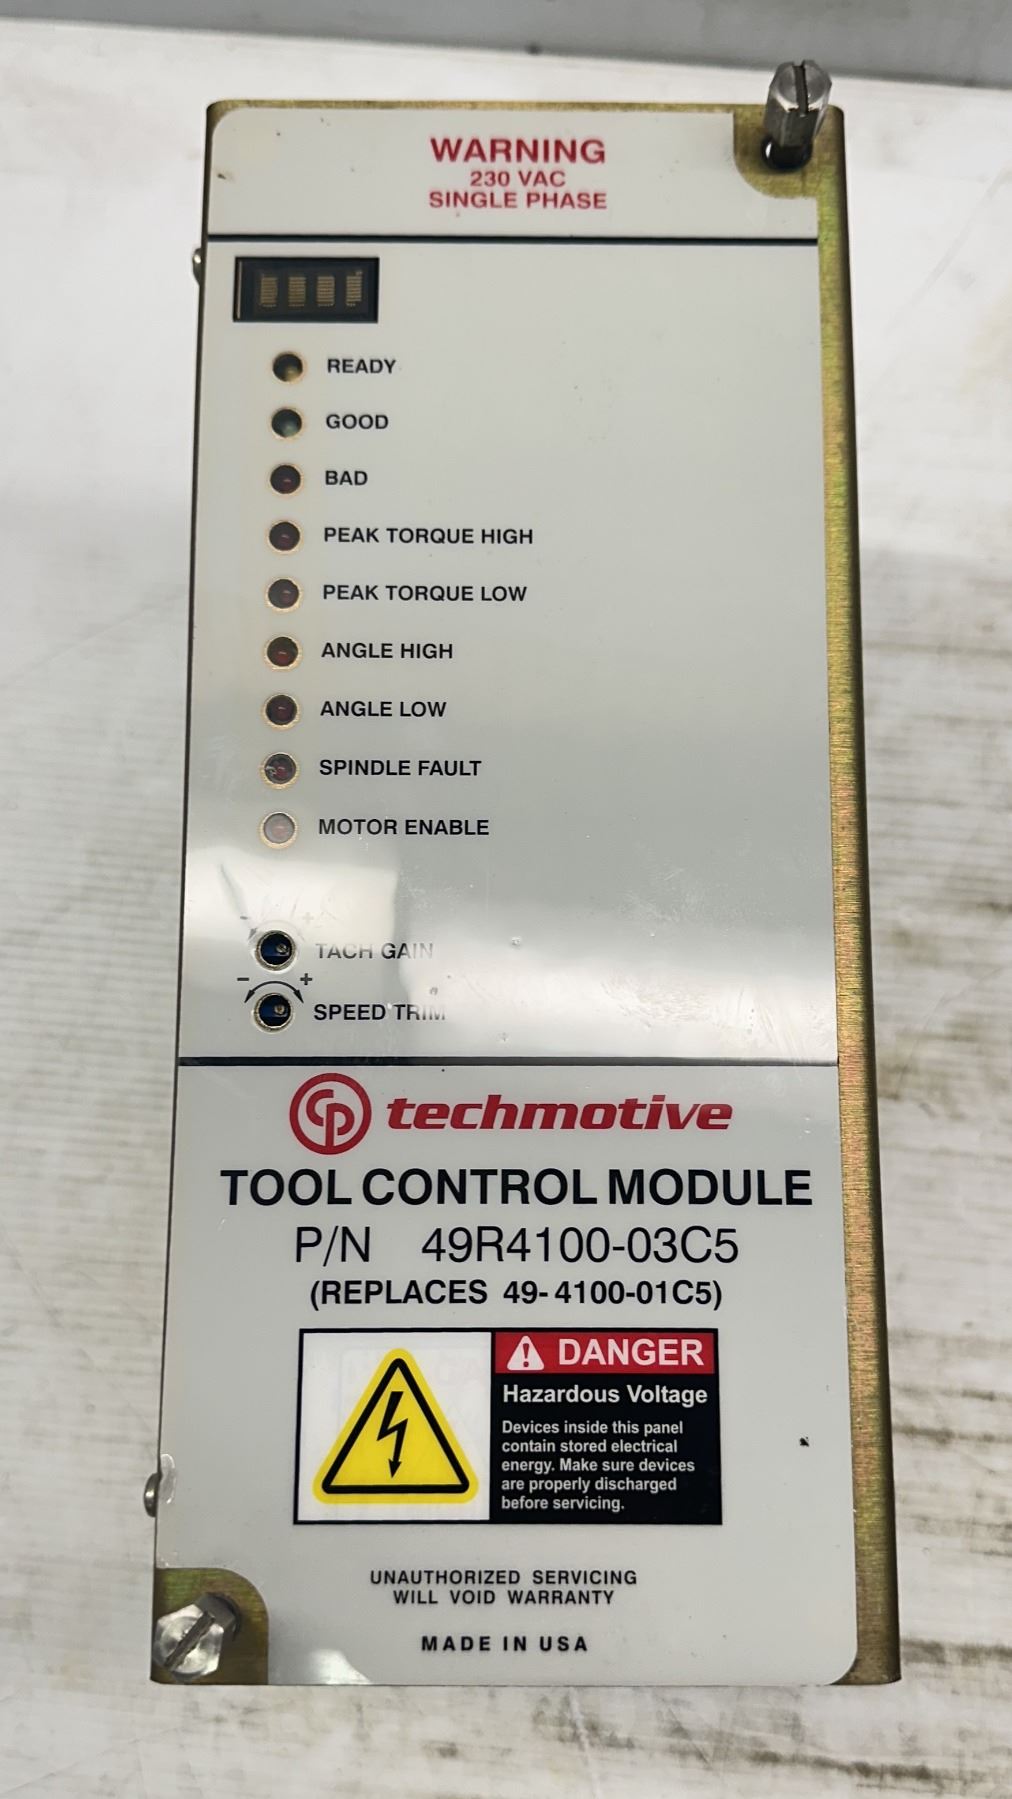 WARNING
230 VAC
SINGLE PHASE
READY
GOOD
BAD
PEAK TORQUE HIGH
PEAK TORQUE LOW
ANGLE HIGH
ANGLE LOW
SPINDLE FAULT
MOTOR ENABLE
- +
TACH GAIN
- +
SPEED TRIM
CP techmotive
TOOL CONTROL MODULE
P/N 49R4100-03C5
(REPLACES 49-4100-01C5)
DANGER
Hazardous Voltage
Devices inside this panel
contain stored electrical
energy. Make sure devices
are properly discharged
before servicing.
UNAUTHORIZED SERVICING
WILL VOID WARRANTY
MADE IN USA